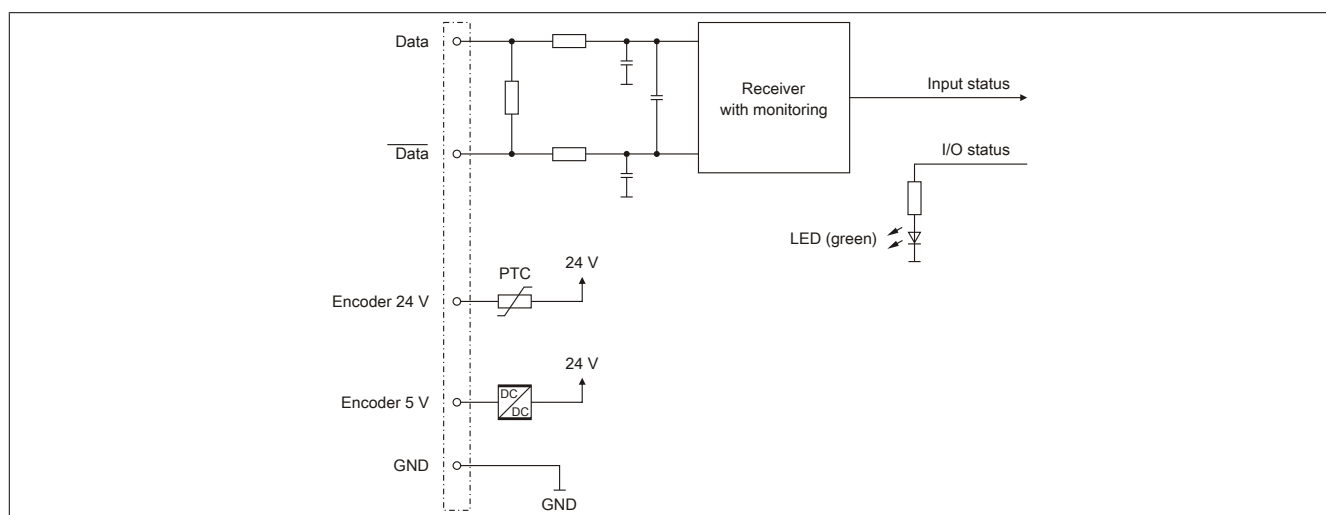 Data
Receiver
with monitoring
Input status
Data
I/O status
LED (green)
24 V
PTC
Encoder 24 V
24 V
DC
DC
Encoder 5 V
GND
GND